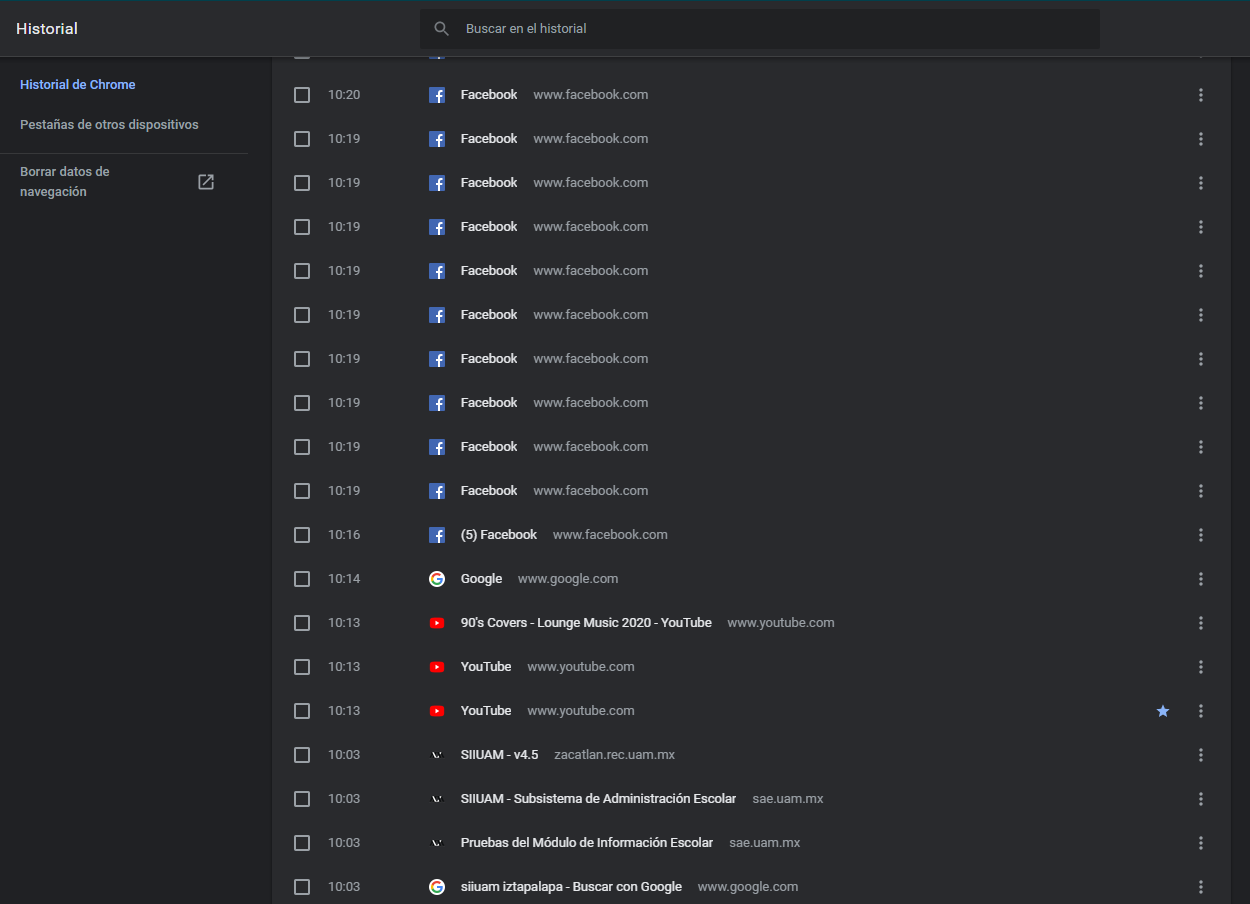 Historial
Buscar en el historial
Historial de Chrome
Pestañas de otros dispositivos
Borrar datos de
navegación
10:20 Facebook www.facebook.com
10:19 Facebook www.facebook.com
10:19 Facebook www.facebook.com
10:19 Facebook www.facebook.com
10:19 Facebook www.facebook.com
10:19 Facebook www.facebook.com
10:19 Facebook www.facebook.com
10:19 Facebook www.facebook.com
10:19 Facebook www.facebook.com
10:19 Facebook www.facebook.com
10:16 (5) Facebook www.facebook.com
10:14 Google www.google.com
10:13 90's Covers - Lounge Music 2020 - YouTube www.youtube.com
10:13 YouTube www.youtube.com
10:13 YouTube www.youtube.com
10:03 SIIUAM - v4.5 zacatlan.rec.uam.mx
10:03 SIIUAM - Subsistema de Administración Escolar sae.uam.mx
10:03 Pruebas del Módulo de Información Escolar sae.uam.mx
10:03 siiuam iztapalapa - Buscar con Google www.google.com